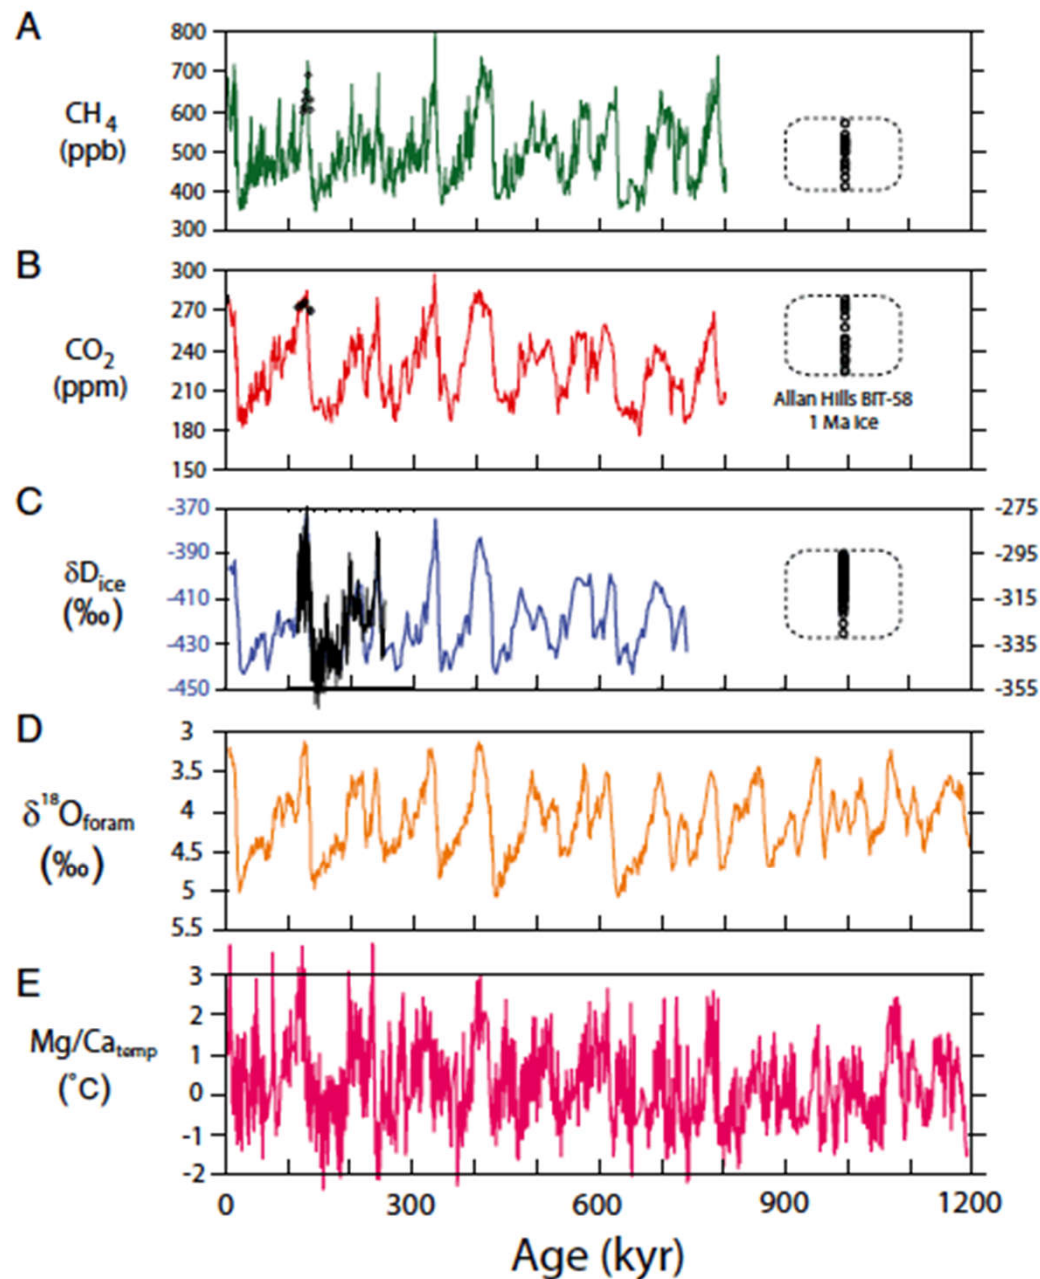 A
CH4
(ppb)
800
700
600
500
400
300
B
CO2
(ppm)
300
270
240
210
180
150
Allan Hills BIT-58
1 Ma Ice
C
δDice
(‰)
-370
-390
-410
-430
-450
-275
-295
-315
-335
-355
D
δ18Oforam
(‰)
3
3.5
4
4.5
5
5.5
E
Mg/Catemp
(°C)
3
2
1
0
-1
-2
0 300 600 900 1200
Age (kyr)